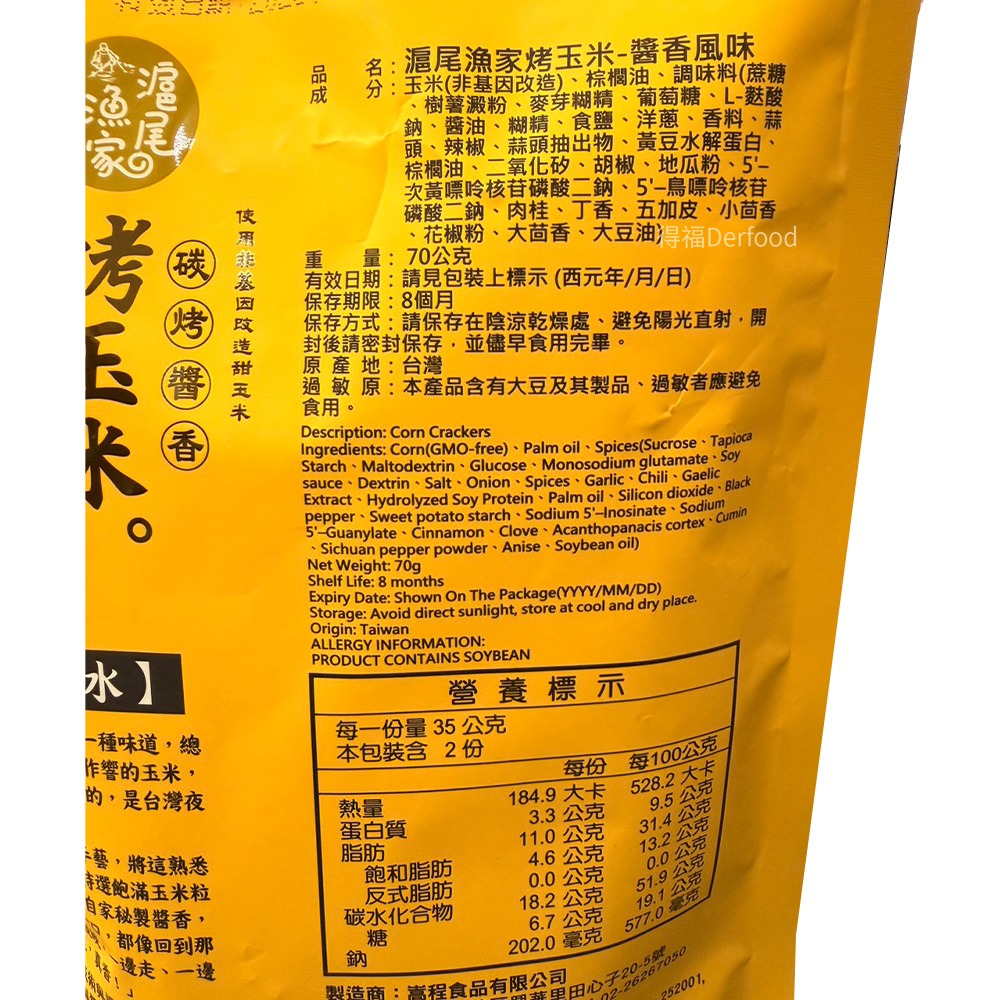 滬尾
漁家
烤玉米。
碳烤醬香
使用非基因改造甜玉米
品名：滬尾漁家烤玉米-醬香風味
成分：玉米(非基因改造)、棕櫚油、調味料(蔗糖
、樹薯澱粉、麥芽糊精、葡萄糖、L-麩酸
鈉、醬油、糊精、食鹽、洋蔥、香料、蒜
頭、辣椒、蒜頭抽出物、黃豆水解蛋白、
棕櫚油、二氧化矽、胡椒、地瓜粉、5'-
次黃嘌呤核苷磷酸二鈉、5'-鳥嘌呤核苷
磷酸二鈉、肉桂、丁香、五加皮、小茴香
、花椒粉、大茴香、大豆油)
得福Derfood
重量：70公克
有效日期：請見包裝上標示 (西元年/月/日)
保存期限：8個月
保存方式：請保存在陰涼乾燥處、避免陽光直射，開
封後請密封保存，並儘早食用完畢。
原產地：台灣
過敏原：本產品含有大豆及其製品、過敏者應避免
食用。
Description: Corn Crackers
Ingredients: Corn(GMO-free)、Palm oil、Spices(Sucrose、Tapioca
Starch、Maltodextrin、Glucose、Monosodium glutamate、Soy
sauce、Dextrin、Salt、Onion、Spices、Garlic、Chili、Gaelic
Extract、Hydrolyzed Soy Protein、Palm oil、Silicon dioxide、Black
pepper、Sweet potato starch、Sodium 5'-Inosinate、Sodium
5'-Guanylate、Cinnamon、Clove、Acanthopanacis cortex、Cumin
、Sichuan pepper powder、Anise、Soybean oil)
Net Weight: 70g
Shelf Life: 8 months
Expiry Date: Shown On The Package(YYYY/MM/DD)
Storage: Avoid direct sunlight, store at cool and dry place.
Origin: Taiwan
ALLERGY INFORMATION:
PRODUCT CONTAINS SOYBEAN
營養標示
每一份量 35 公克
本包裝含 2 份
每份 每100公克
熱量 184.9 大卡 528.2 大卡
蛋白質 3.3 公克 9.5 公克
脂肪 11.0 公克 31.4 公克
飽和脂肪 4.6 公克 13.2 公克
反式脂肪 0.0 公克 0.0 公克
碳水化合物 18.2 公克 51.9 公克
糖 6.7 公克 19.1 公克
鈉 202.0 毫克 577.0 毫克
製造商：嵩程食品有限公司
里田心子20-5號
02-26267050
252001,
水】
一種味道，總
作響的玉米，
的，是台灣夜
藝，將這熟悉
特選飽滿玉米粒
自家秘製醬香，
，都像回到那
邊走、一邊